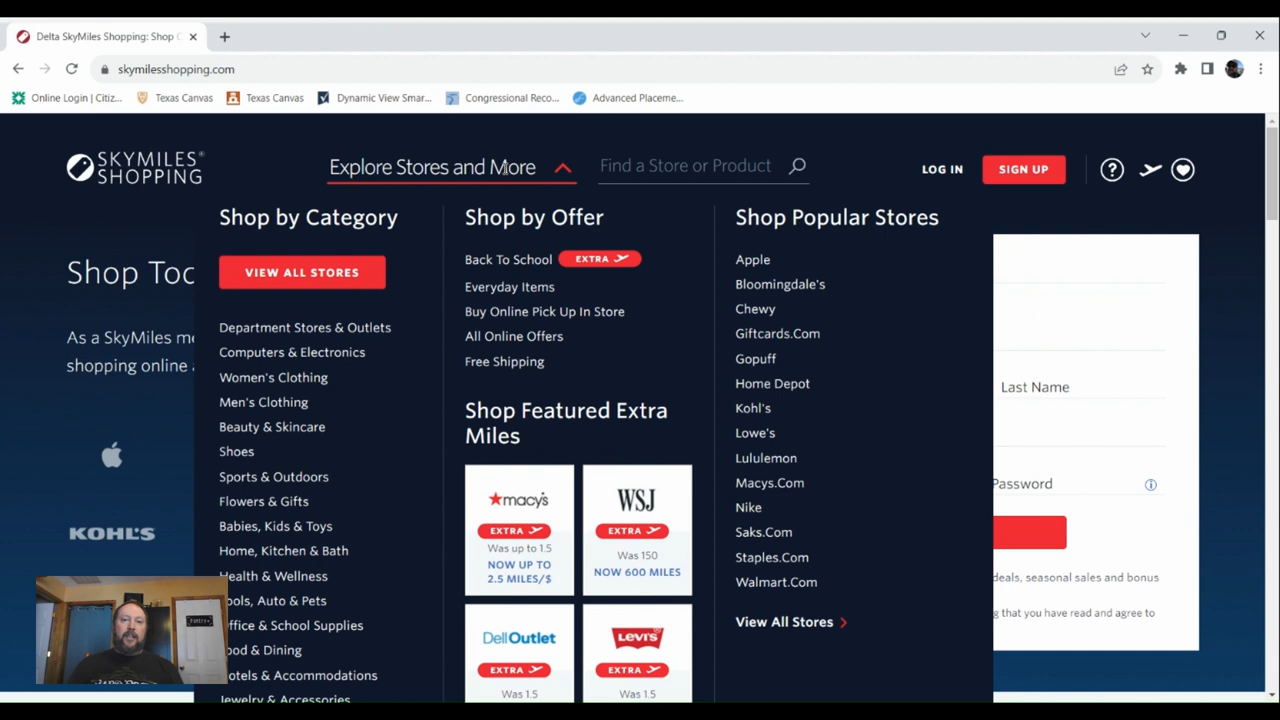 Delta SkyMiles Shopping: Shop
skymilesshopping.com
Online Login | Citiz...
Texas Canvas
Texas Canvas
Dynamic View Smar...
Congressional Reco...
Advanced Placeme...
SKYMILES
SHOPPING
Explore Stores and More
Find a Store or Product
LOG IN
SIGN UP
Shop by Category
VIEW ALL STORES
Department Stores & Outlets
Computers & Electronics
Women's Clothing
Men's Clothing
Beauty & Skincare
Shoes
Sports & Outdoors
Flowers & Gifts
Babies, Kids & Toys
Home, Kitchen & Bath
Health & Wellness
ools, Auto & Pets
ffice & School Supplies
ood & Dining
otels & Accommodations
Jewelry & Accessories
Shop by Offer
Back To School EXTRA
Everyday Items
Buy Online Pick Up In Store
All Online Offers
Free Shipping
Shop Featured Extra
Miles
macy's
EXTRA
Was up to 1.5
NOW UP TO
2.5 MILES/$
WSJ
EXTRA
Was 150
NOW 600 MILES
DellOutlet
EXTRA
Was 1.5
LEVI'S
EXTRA
Was 1.5
Shop Popular Stores
Apple
Bloomingdale's
Chewy
Giftcards.Com
Gopuff
Home Depot
Kohl's
Lowe's
Lululemon
Macys.Com
Nike
Saks.Com
Staples.Com
Walmart.Com
View All Stores
Shop Too
As a SkyMiles me
shopping online a
KOHL'S
Last Name
Password
deals, seasonal sales and bonus
g that you have read and agree to